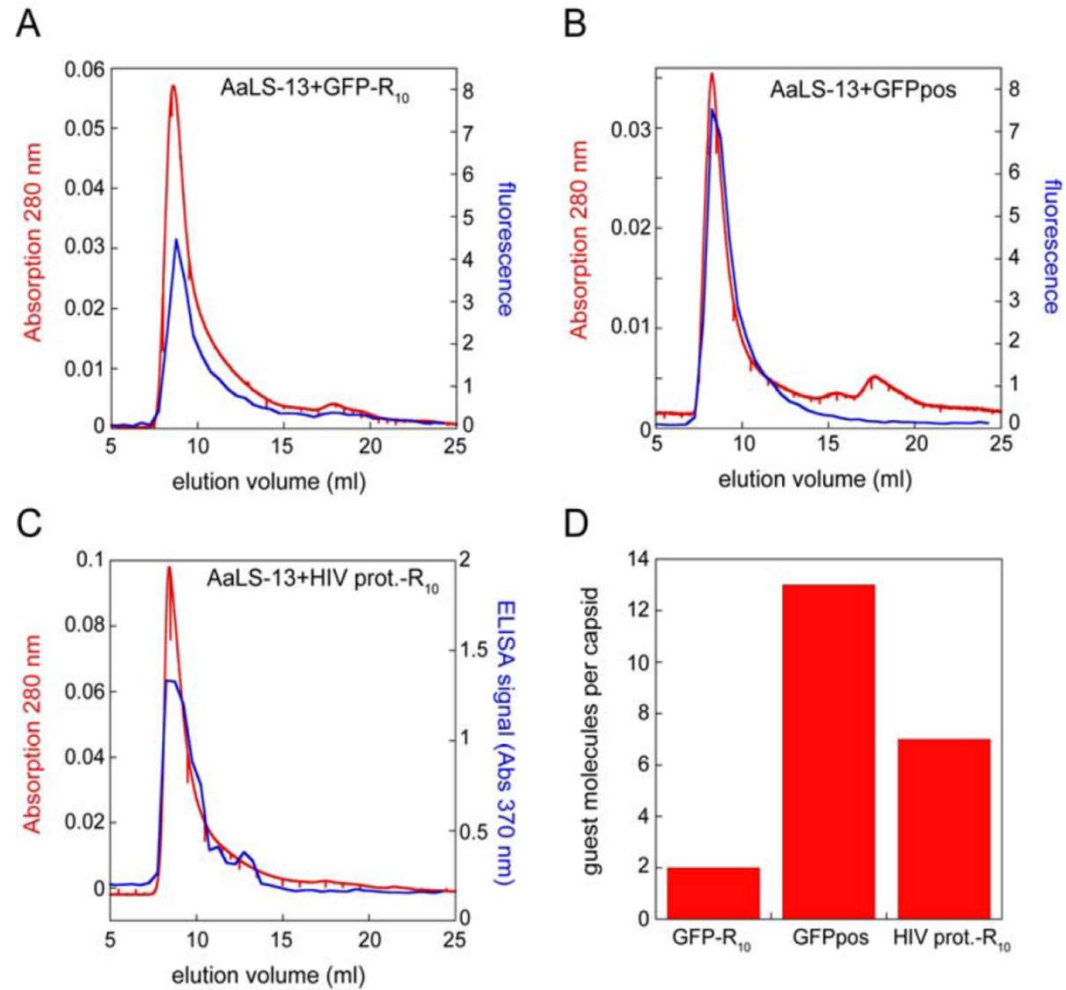 A
AaLS-13+GFP-R10
Absorption 280 nm
0.06
0.05
0.04
0.03
0.02
0.01
0
8
7
6
5
4
3
2
1
0
fluorescence
5 10 15 20 25
elution volume (ml)
B
AaLS-13+GFPpos
Absorption 280 nm
0.03
0.02
0.01
0
8
7
6
5
4
3
2
1
0
fluorescence
5 10 15 20 25
elution volume (ml)
C
AaLS-13+HIV prot.-R10
Absorption 280 nm
0.1
0.08
0.06
0.04
0.02
0
2
1.5
1
0.5
0
ELISA signal (Abs 370 nm)
5 10 15 20 25
elution volume (ml)
D
guest molecules per capsid
14
12
10
8
6
4
2
0
GFP-R10 GFPpos HIV prot.-R10